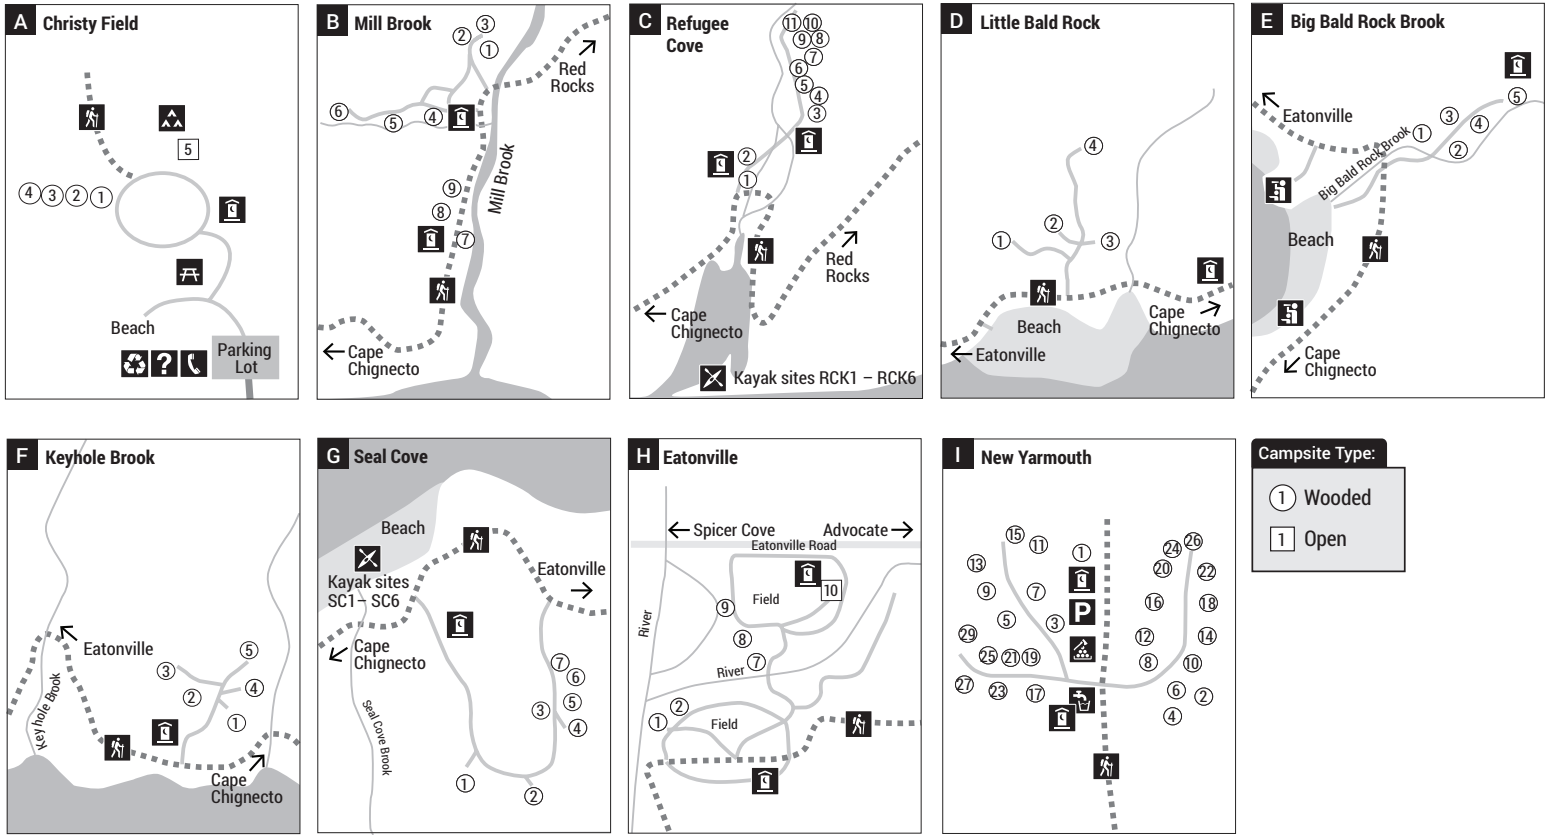 A Christy Field
5
4 3 2 1
Beach
? Parking
Lot
B Mill Brook
3
2
1
Red
Rocks
6
5
4
Mill Brook
9
8
7
Cape
Chignecto
C Refugee
Cove
11 10
9 8
7
6
5
4
3
2
1
Red
Rocks
Cape
Chignecto
Kayak sites RCK1 – RCK6
D Little Bald Rock
4
2
1
3
Beach
Cape
Chignecto
Eatonville
E Big Bald Rock Brook
5
Eatonville
3
4
1
2
Big Bald Rock Brook
Beach
Cape
Chignecto
F Keyhole Brook
Eatonville
5
3
4
2
1
Key hole Brook
Cape
Chignecto
G Seal Cove
Beach
Eatonville
Kayak sites
SC1– SC6
Cape
Chignecto
7
6
5
3
4
Seal Cove Brook
1
2
H Eatonville
Spicer Cove Advocate
Eatonville Road
10
Field
9
River
8
7
River
2
1
Field
I New Yarmouth
15
11
1
24 26
13
20
22
9
7
16
18
5
3
29
12
14
25 21 19
8
10
P
27
23
17
6
2
4
Campsite Type:
1 Wooded
1 Open